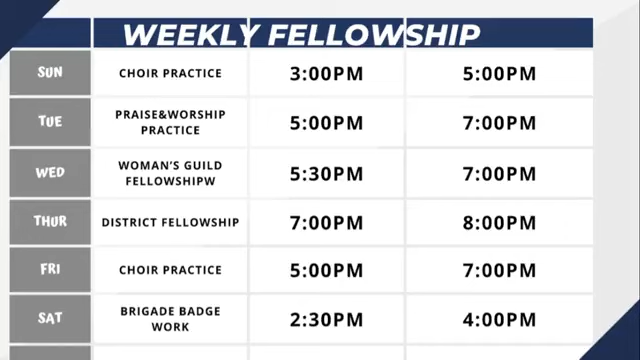 WEEKLY FELLOWSHIP
SUN CHOIR PRACTICE 3:00PM 5:00PM
TUE PRAISE&WORSHIP PRACTICE 5:00PM 7:00PM
WED WOMAN'S GUILD FELLOWSHIPW 5:30PM 7:00PM
THUR DISTRICT FELLOWSHIP 7:00PM 8:00PM
FRI CHOIR PRACTICE 5:00PM 7:00PM
SAT BRIGADE BADGE WORK 2:30PM 4:00PM